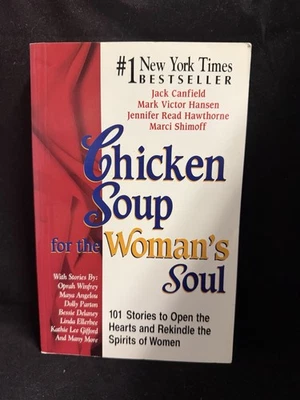 #1 New York Times
BESTSELLER
Jack Canfield
Mark Victor Hansen
Jennifer Read Hawthorne
Marci Shimoff
Chicken
Soup
for the Woman's
Soul
With Stories By:
Oprah Winfrey
Maya Angelou
Dolly Parton
Bessie Delaney
Linda Ellerbee
Kathie Lee Gifford
And Many More
101 Stories to Open the
Hearts and Rekindle the
Spirits of Women